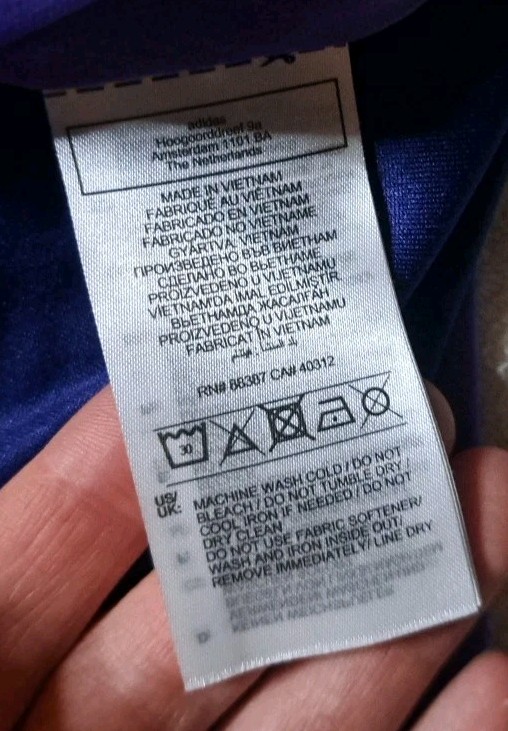 adidas
Hoogoorddreef 9a
Amsterdam 1101 BA
The Netherlands
MADE IN VIETNAM
FABRIQUÉ AU VIÊTNAM
FABRICADO EN VIETNAM
FABRICADO NO VIETNAME
GYÁRTVA: VIETNAM
ПРОИЗВЕДЕНО ВЪВ ВИЕТНАМ
СДЕЛАНО ВО ВЬЕТНАМЕ
PROIZVEDENO U VIJETNAMU
VIETNAM'DA İMAL EDİLMİŞTİR
ВЬЕТНАМДА ЖАСАЛҒАН
PROIZVEDENO U VIJETNAMU
FABRICAT ÎN VIETNAM
RN# 88387 CA# 40312
30
US/
UK:
MACHINE WASH COLD / DO NOT
BLEACH / DO NOT TUMBLE DRY /
COOL IRON IF NEEDED / DO NOT
DRY CLEAN
DO NOT USE FABRIC SOFTENER/
WASH AND IRON INSIDE OUT/
REMOVE IMMEDIATELY/ LINE DRY